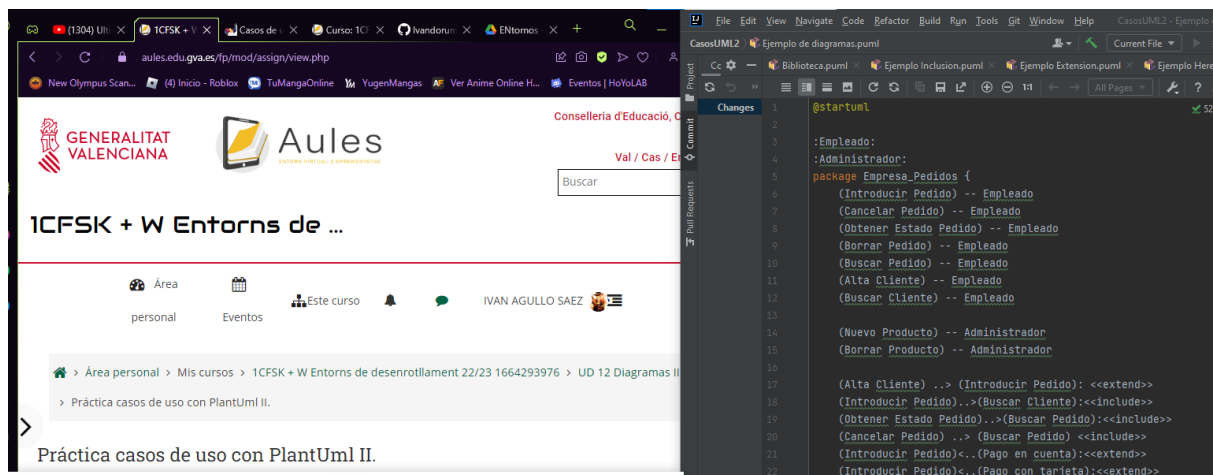 (1304) Ult
1CFSK + V
Casos de
Curso: 1CF
Ivandorum
ENtornos -
aules.edu.gva.es/fp/mod/assign/view.php
New Olympus Scan...
(4) Inicio - Roblox
TuMangaOnline
YugenMangas
Ver Anime Online H...
Eventos | HoYoLAB
GENERALITAT
VALENCIANA
Aules
ENTORN VIRTUAL D'APRENENTATGE
Conselleria d'Educació, C
Val / Cas / En
Buscar
1CFSK + W Entorns de ...
Área
personal
Eventos
Este curso
IVAN AGULLO SAEZ
Área personal > Mis cursos > 1CFSK + W Entorns de desenrotllament 22/23 1664293976 > UD 12 Diagramas II
> Práctica casos de uso con PlantUml II.
Práctica casos de uso con PlantUml II.
File Edit View Navigate Code Refactor Build Run Tools Git Window Help CasosUML2 - Ejemplo
CasosUML2 Ejemplo de diagramas.puml
Current File
Project
Commit
Pull Requests
Cc
Biblioteca.puml
Ejemplo Inclusion.puml
Ejemplo Extension.puml
Ejemplo Here
1:1
All Pages
Changes
52
1 @startuml
2
3 :Empleado:
4 :Administrador:
5 package Empresa_Pedidos {
6 (Introducir Pedido) -- Empleado
7 (Cancelar Pedido) -- Empleado
8 (Obtener Estado Pedido) -- Empleado
9 (Borrar Pedido) -- Empleado
10 (Buscar Pedido) -- Empleado
11 (Alta Cliente) -- Empleado
12 (Buscar Cliente) -- Empleado
13
14 (Nuevo Producto) -- Administrador
15 (Borrar Producto) -- Administrador
16
17 (Alta Cliente) ..> (Introducir Pedido): <<extend>>
18 (Introducir Pedido)..>(Buscar Cliente):<<include>>
19 (Obtener Estado Pedido)..>(Buscar Pedido):<<include>>
20 (Cancelar Pedido) ..> (Buscar Pedido) <<include>>
21 (Introducir Pedido)<..(Pago en cuenta):<<extend>>
22 (Introducir Pedido)<..(Pago con tarjeta):<<extend>>